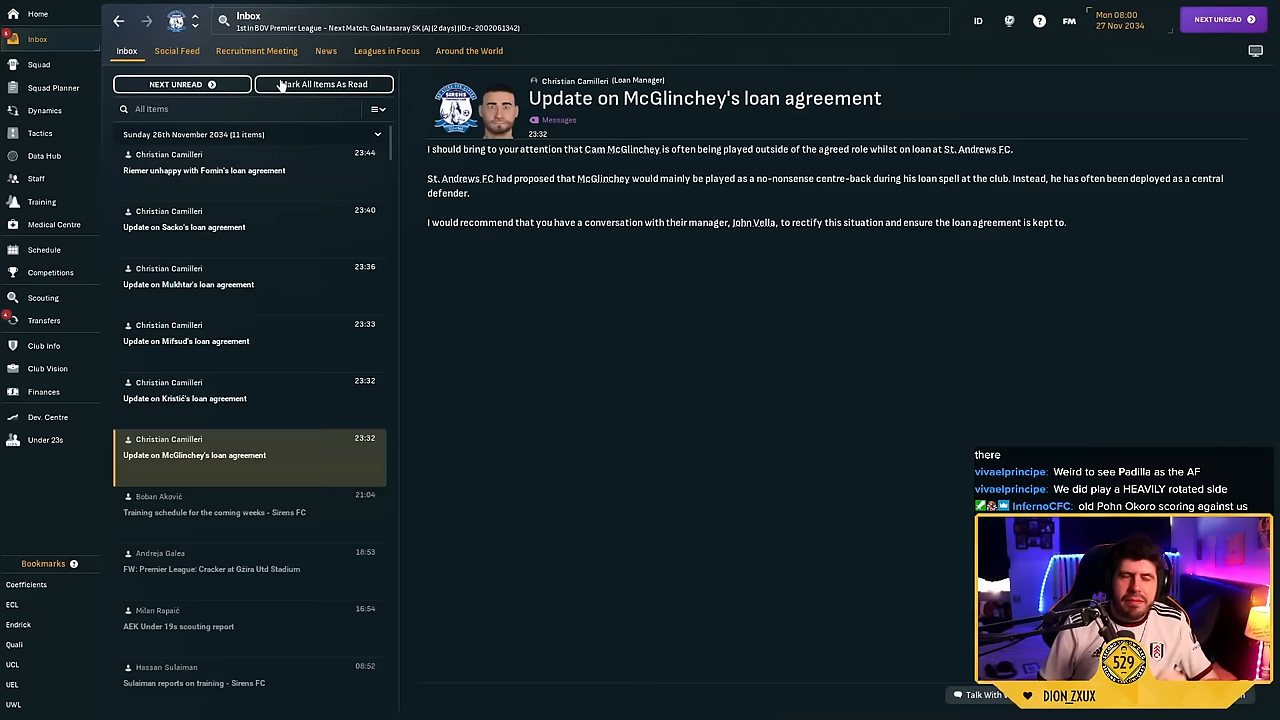 Home
Inbox
Squad
Squad Planner
Dynamics
Tactics
Data Hub
Staff
Training
Medical Centre
Schedule
Competitions
Scouting
Transfers
Club Info
Club Vision
Finances
Dev. Centre
Under 23s
Bookmarks
Coefficients
ECL
Endrick
Quali
UCL
UEL
UWL
Inbox
1st in BOV Premier League - Next Match: Galatasaray SK (A) (2 days) (ID:r-2002061342)
ID
FM
Mon 08:00
27 Nov 2034
NEXT UNREAD
Inbox
Social Feed
Recruitment Meeting
News
Leagues in Focus
Around the World
NEXT UNREAD
Mark All Items As Read
All Items
Sunday 26th November 2034 (11 items)
Christian Camilleri 23:44
Riemer unhappy with Fomin's loan agreement
Christian Camilleri 23:40
Update on Sacko's loan agreement
Christian Camilleri 23:36
Update on Mukhtar's loan agreement
Christian Camilleri 23:33
Update on Mifsud's loan agreement
Christian Camilleri 23:32
Update on Kristić's loan agreement
Christian Camilleri 23:32
Update on McGlinchey's loan agreement
Boban Aković 21:04
Training schedule for the coming weeks - Sirens FC
Andreja Galea 18:53
FW: Premier League: Cracker at Gżira Utd Stadium
Milan Rapaić 16:54
AEK Under 19s scouting report
Hassan Sulaiman 08:52
Sulaiman reports on training - Sirens FC
SIRENS
Christian Camilleri (Loan Manager)
Update on McGlinchey's loan agreement
Messages
23:32
I should bring to your attention that Cam McGlinchey is often being played outside of the agreed role whilst on loan at St. Andrews FC.
St. Andrews FC had proposed that McGlinchey would mainly be played as a no-nonsense centre-back during his loan spell at the club. Instead, he has often been deployed as a central
defender.
I would recommend that you have a conversation with their manager, John Vella, to rectify this situation and ensure the loan agreement is kept to.
there
vivaelprincipe: Weird to see Padilla as the AF
vivaelprincipe: We did play a HEAVILY rotated side
InfernoCFC: old Pohn Okoro scoring against us
Talk With
529
DION_ZXUX